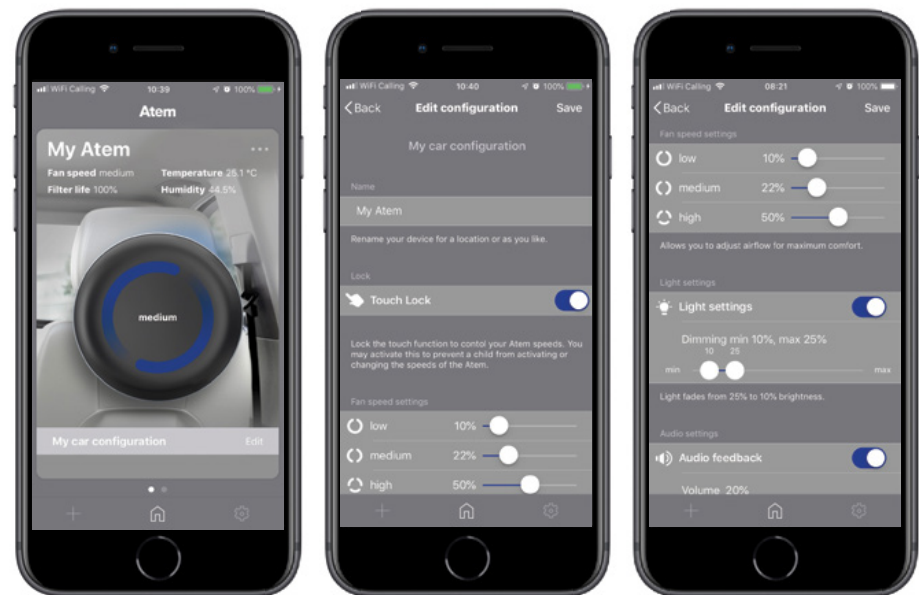 WiFi Calling 10:39 100%
Atem
My Atem
Fan speed medium Temperature 25.1 °C
Filter life 100% Humidity 44.5%
medium
My car configuration Edit
WiFi Calling 10:40 100%
Back Edit configuration Save
My car configuration
Name
My Atem
Rename your device for a location or as you like.
Lock
Touch Lock
Lock the touch function to contol your Atem speeds. You
may activate this to prevent a child from activating or
changing the speeds of the Atem.
Fan speed settings
low 10%
medium 22%
high 50%
WiFi Calling 08:21 100%
Back Edit configuration Save
Fan speed settings
low 10%
medium 22%
high 50%
Allows you to adjust airflow for maximum comfort.
Light settings
Light settings
Dimming min 10%, max 25%
10 25
min max
Light fades from 25% to 10% brightness.
Audio settings
Audio feedback
Volume 20%